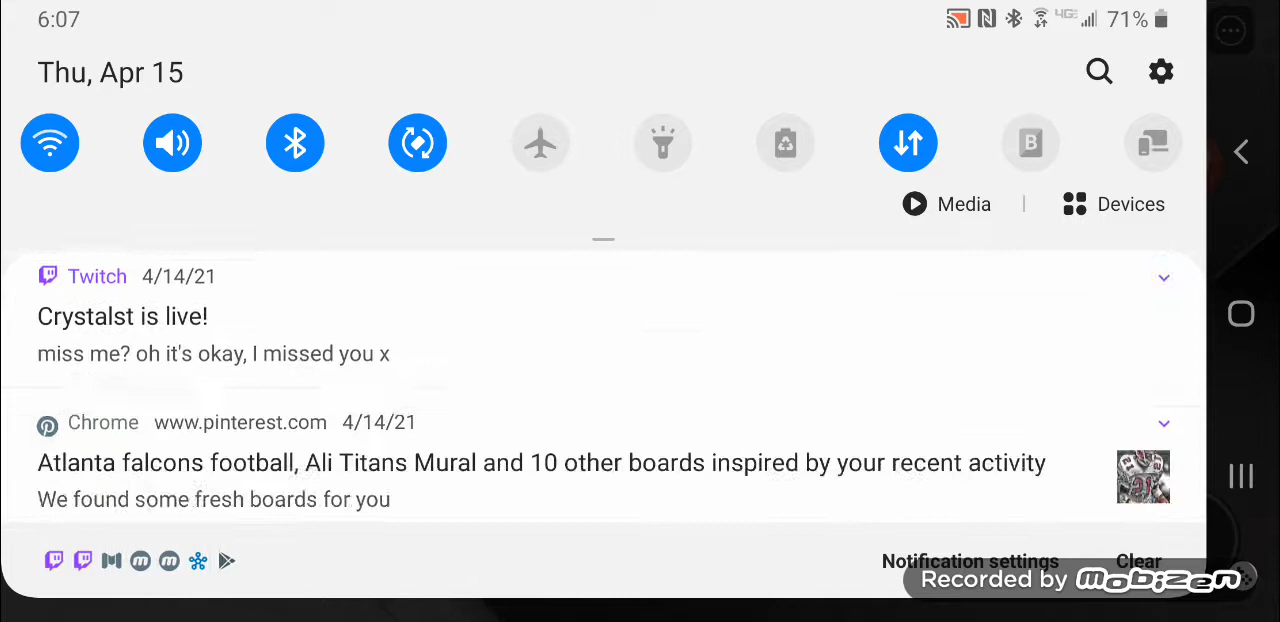 6:07 4GE 71%
Thu, Apr 15
B
Media | Devices
Twitch 4/14/21
Crystalst is live!
miss me? oh it's okay, I missed you x
Chrome www.pinterest.com 4/14/21
Atlanta falcons football, Ali Titans Mural and 10 other boards inspired by your recent activity
We found some fresh boards for you
Notification settings Clear
Recorded by mobizen